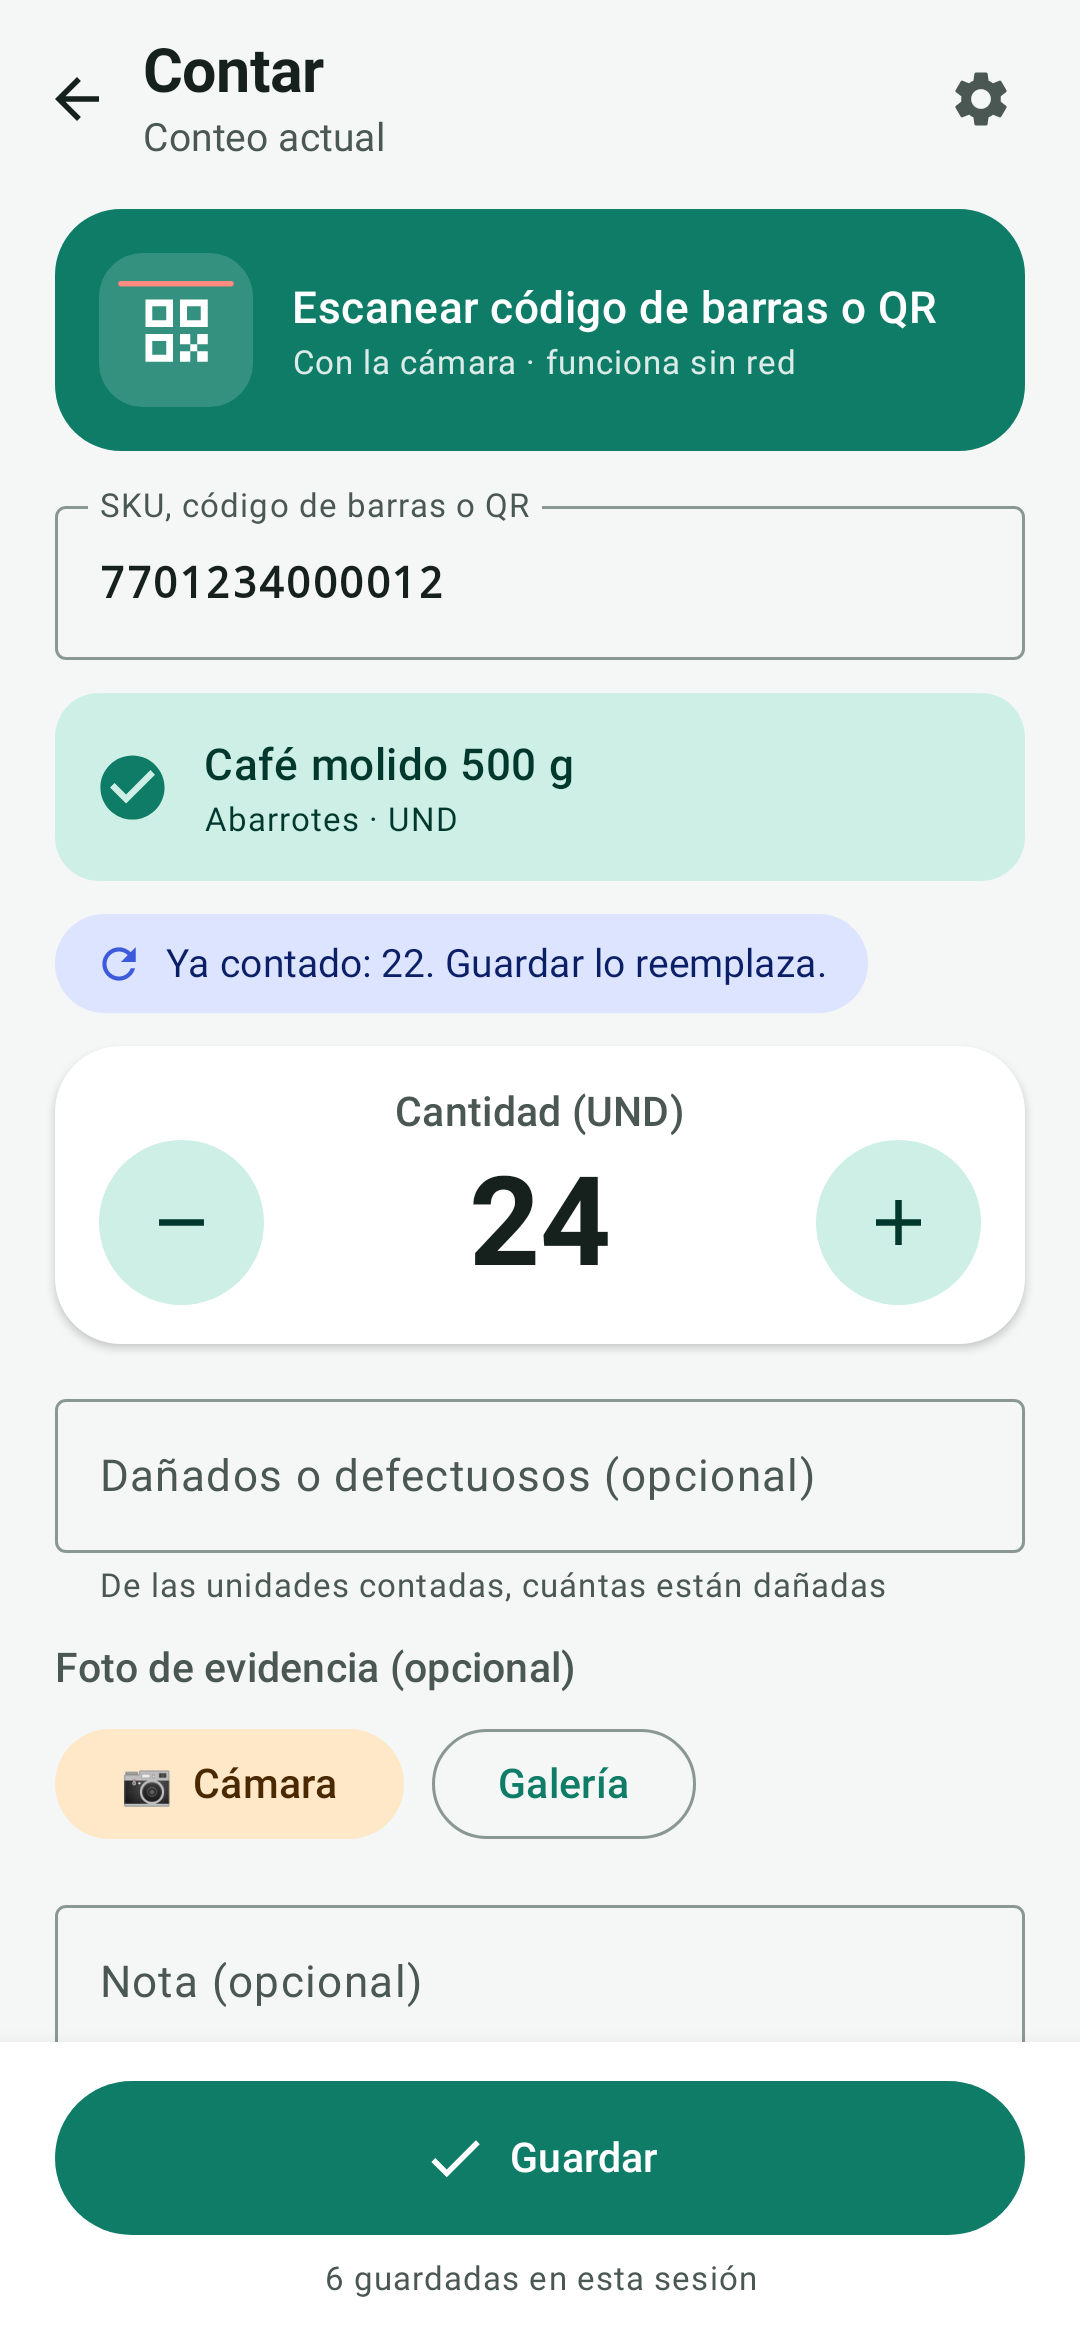 Contar
Conteo actual
Escanear código de barras o QR
Con la cámara · funciona sin red
SKU, código de barras o QR
7701234000012
Café molido 500 g
Abarrotes · UND
Ya contado: 22. Guardar lo reemplaza.
Cantidad (UND)
24
Dañados o defectuosos (opcional)
De las unidades contadas, cuántas están dañadas
Foto de evidencia (opcional)
Cámara
Galería
Nota (opcional)
Guardar
6 guardadas en esta sesión